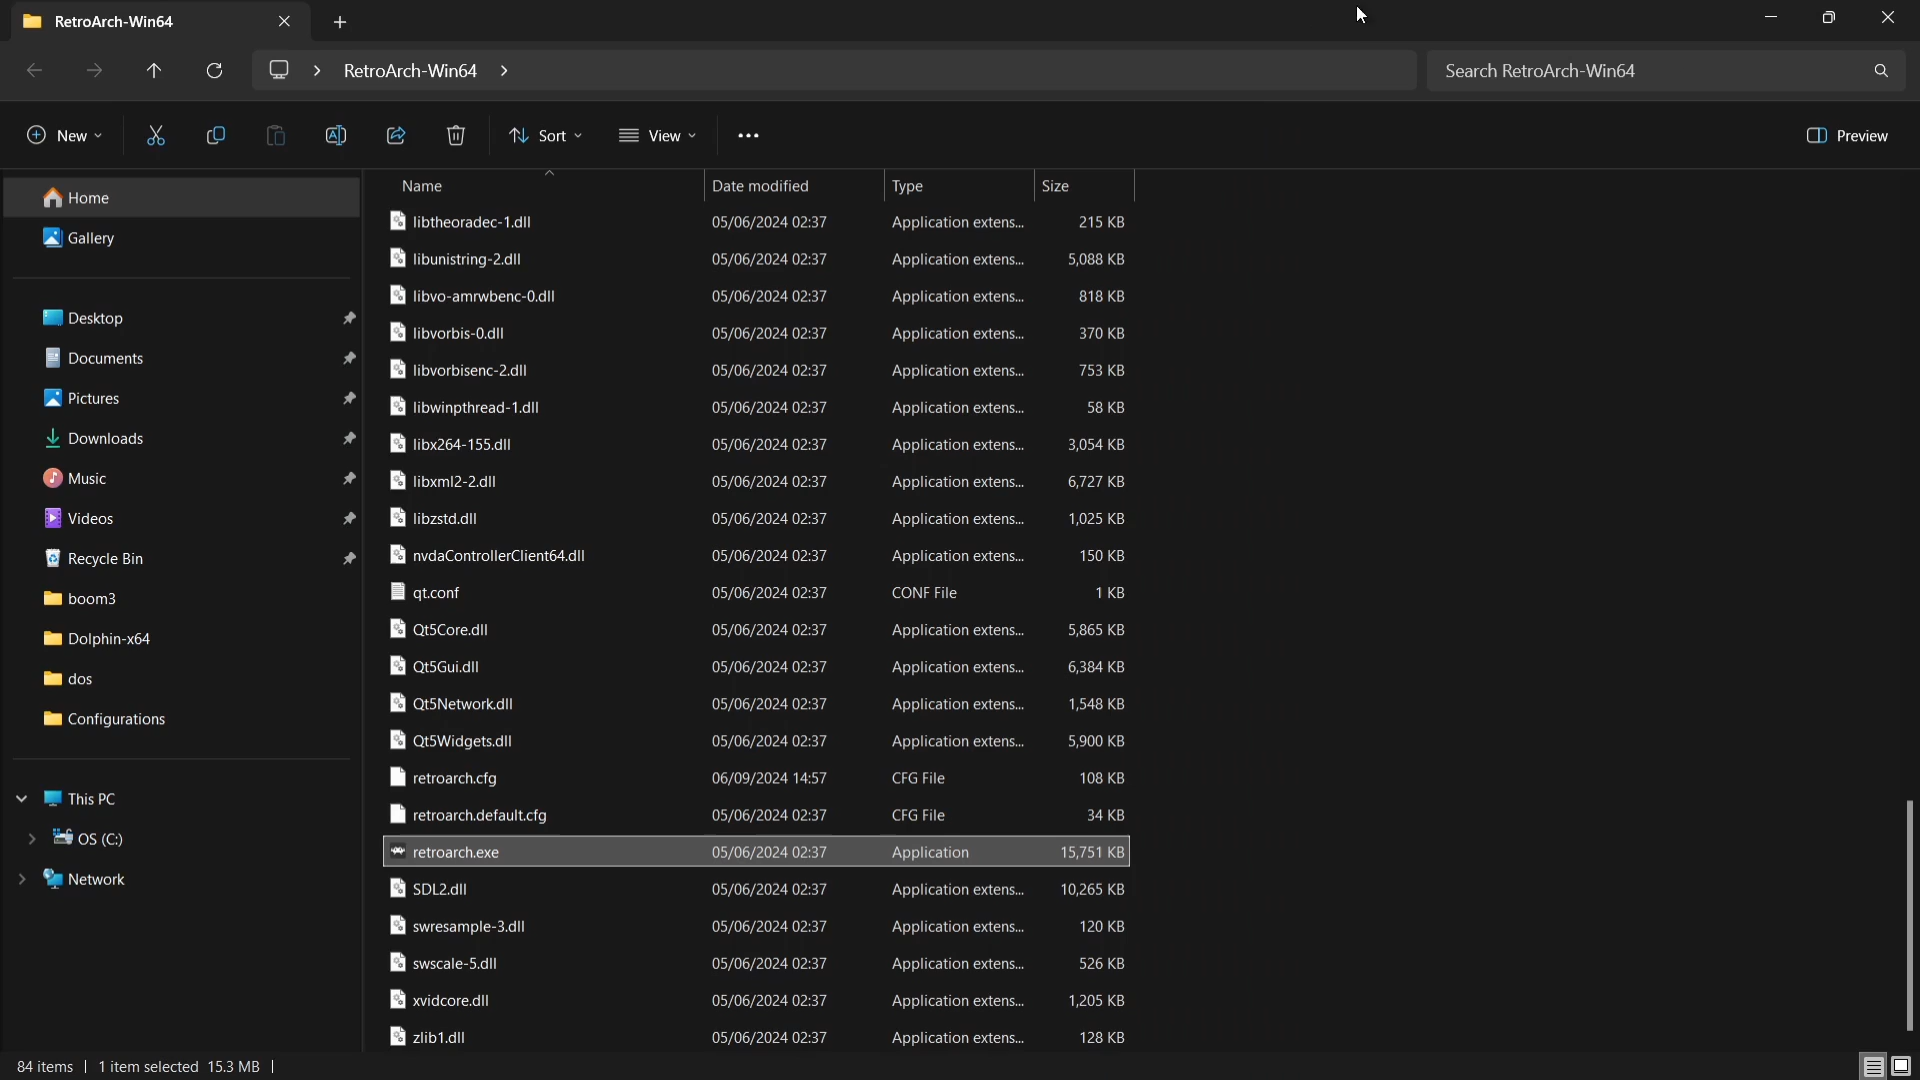 RetroArch-Win64
RetroArch-Win64
Search RetroArch-Win64
New
Sort
View
Preview
Name Date modified Type Size
Home
Gallery
Desktop
Documents
Pictures
Downloads
Music
Videos
Recycle Bin
boom3
Dolphin-x64
dos
Configurations
This PC
OS (C:)
Network
libtheoradec-1.dll 05/06/2024 02:37 Application extens... 215 KB
libunistring-2.dll 05/06/2024 02:37 Application extens... 5,088 KB
libvo-amrwbenc-0.dll 05/06/2024 02:37 Application extens... 818 KB
libvorbis-0.dll 05/06/2024 02:37 Application extens... 370 KB
libvorbisenc-2.dll 05/06/2024 02:37 Application extens... 753 KB
libwinpthread-1.dll 05/06/2024 02:37 Application extens... 58 KB
libx264-155.dll 05/06/2024 02:37 Application extens... 3,054 KB
libxml2-2.dll 05/06/2024 02:37 Application extens... 6,727 KB
libzstd.dll 05/06/2024 02:37 Application extens... 1,025 KB
nvdaControllerClient64.dll 05/06/2024 02:37 Application extens... 150 KB
qt.conf 05/06/2024 02:37 CONF File 1 KB
Qt5Core.dll 05/06/2024 02:37 Application extens... 5,865 KB
Qt5Gui.dll 05/06/2024 02:37 Application extens... 6,384 KB
Qt5Network.dll 05/06/2024 02:37 Application extens... 1,548 KB
Qt5Widgets.dll 05/06/2024 02:37 Application extens... 5,900 KB
retroarch.cfg 06/09/2024 14:57 CFG File 108 KB
retroarch.default.cfg 05/06/2024 02:37 CFG File 34 KB
retroarch.exe 05/06/2024 02:37 Application 15,751 KB
SDL2.dll 05/06/2024 02:37 Application extens... 10,265 KB
swresample-3.dll 05/06/2024 02:37 Application extens... 120 KB
swscale-5.dll 05/06/2024 02:37 Application extens... 526 KB
xvidcore.dll 05/06/2024 02:37 Application extens... 1,205 KB
zlib1.dll 05/06/2024 02:37 Application extens... 128 KB
84 items 1 item selected 15.3 MB